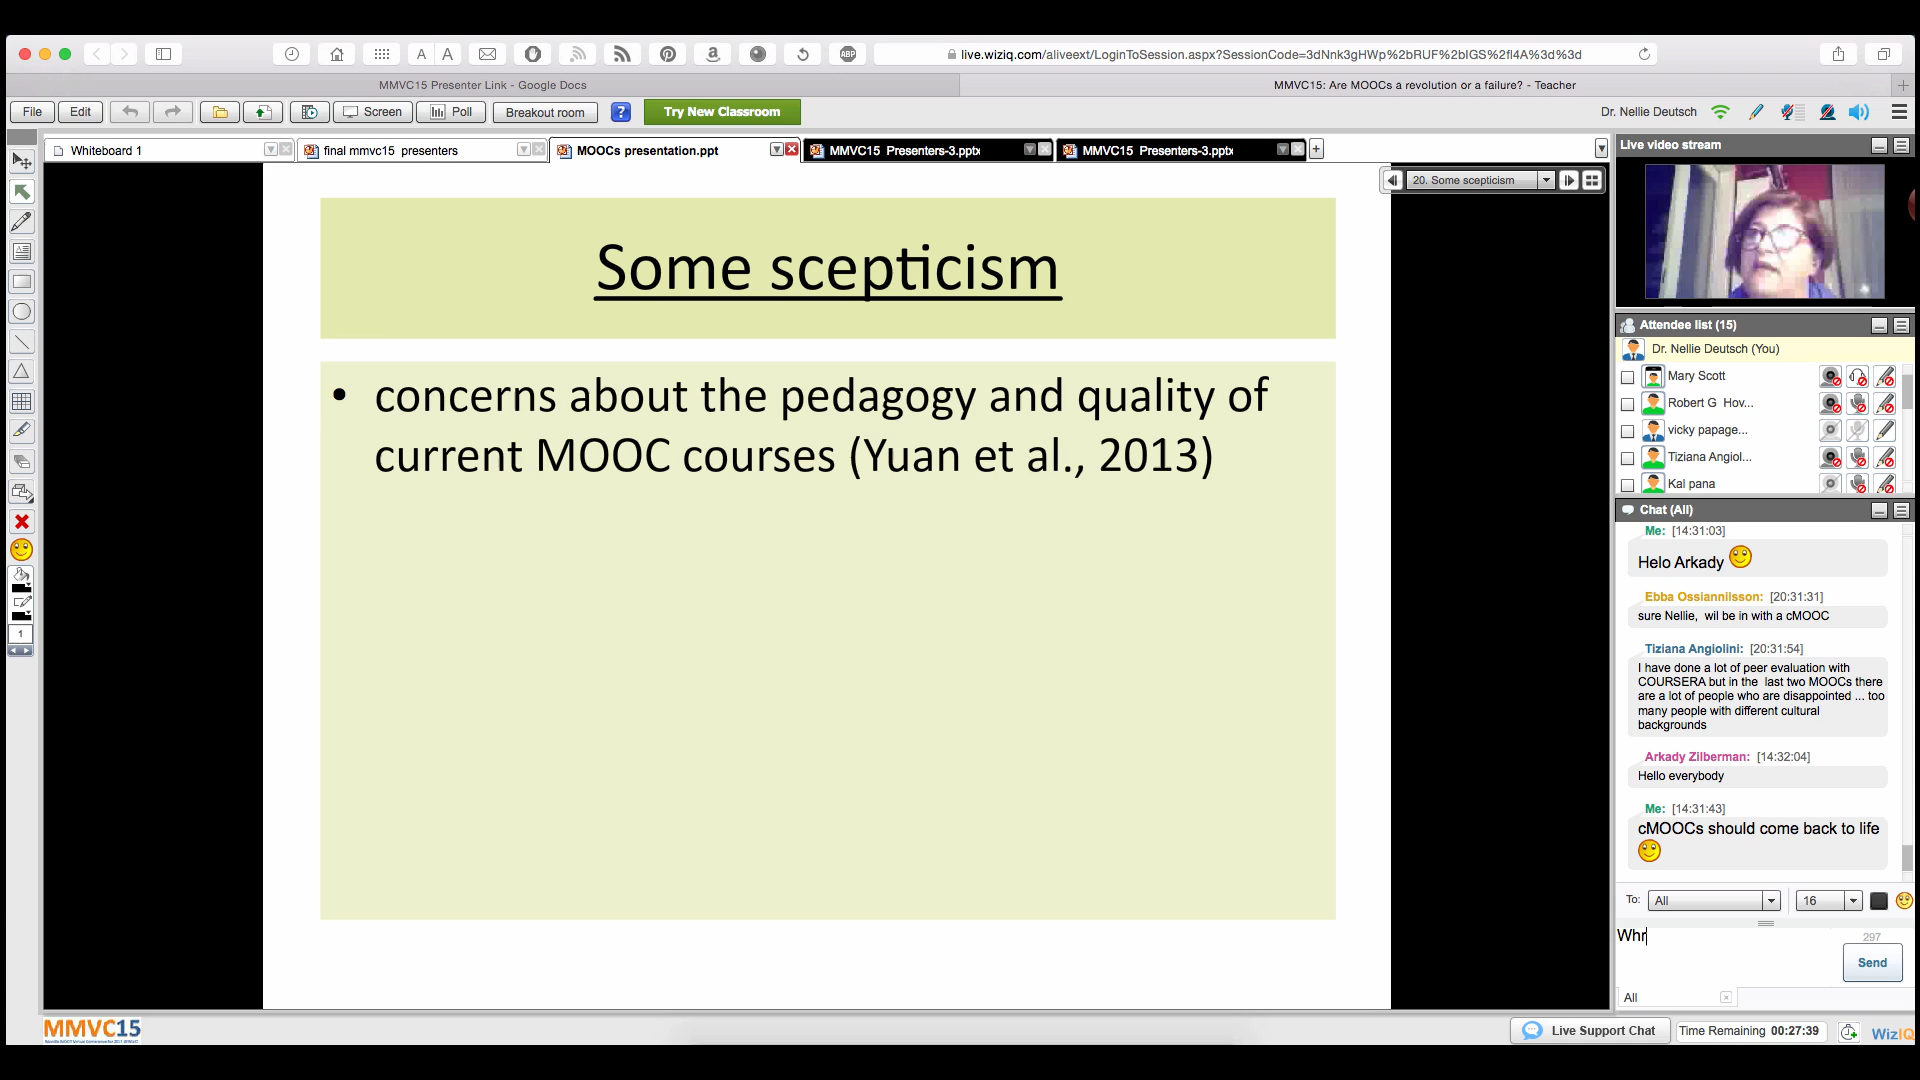 live.wiziq.com/aliveext/LoginToSession.aspx?SessionCode=3dNnk3gHWp%2bRUF%2bIGS%2fl4A%3d%3d
A A
a
ABP
MMVC15 Presenter Link - Google Docs
MMVC15: Are MOOCs a revolution or a failure? - Teacher
File Edit Screen Poll Breakout room ? Try New Classroom
Dr. Nellie Deutsch
Whiteboard 1
final mmvc15 presenters
MOOCs presentation.ppt
MMVC15 Presenters-3.pptx
MMVC15 Presenters-3.pptx
20. Some scepticism
Some scepticism
• concerns about the pedagogy and quality of
current MOOC courses (Yuan et al., 2013)
1
Live video stream
Attendee list (15)
Dr. Nellie Deutsch (You)
Mary Scott
Robert G Hov...
vicky papage...
Tiziana Angiol...
Kal pana
Chat (All)
Me: [14:31:03]
Helo Arkady
Ebba Ossiannilsson: [20:31:31]
sure Nellie, wil be in with a cMOOC
Tiziana Angiolini: [20:31:54]
I have done a lot of peer evaluation with
COURSERA but in the last two MOOCs there
are a lot of people who are disappointed ... too
many people with different cultural
backgrounds
Arkady Zilberman: [14:32:04]
Hello everybody
Me: [14:31:43]
cMOOCs should come back to life
To: All 16
Whr
297
Send
All
MMVC15
Live Support Chat
Time Remaining 00:27:39
WizIQ